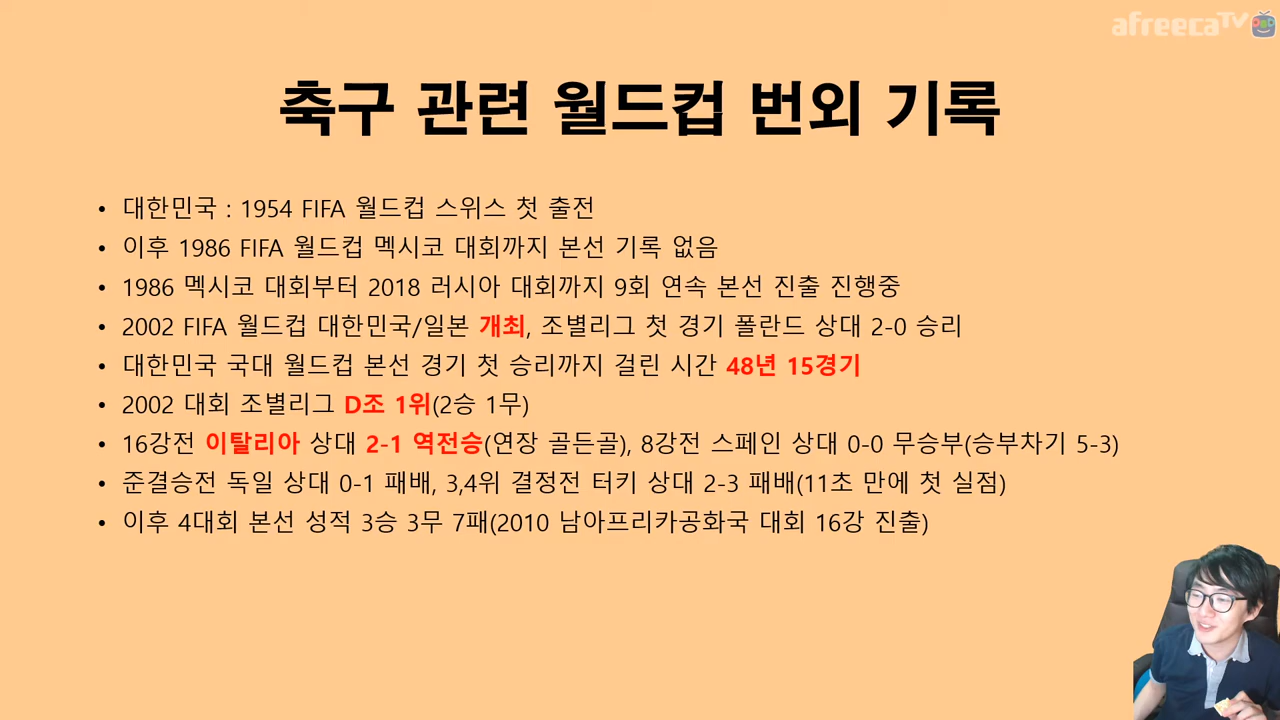 afreecaTV
축구 관련 월드컵 번외 기록
• 대한민국 : 1954 FIFA 월드컵 스위스 첫 출전
• 이후 1986 FIFA 월드컵 멕시코 대회까지 본선 기록 없음
• 1986 멕시코 대회부터 2018 러시아 대회까지 9회 연속 본선 진출 진행중
• 2002 FIFA 월드컵 대한민국/일본 개최, 조별리그 첫 경기 폴란드 상대 2-0 승리
• 대한민국 국대 월드컵 본선 경기 첫 승리까지 걸린 시간 48년 15경기
• 2002 대회 조별리그 D조 1위(2승 1무)
• 16강전 이탈리아 상대 2-1 역전승(연장 골든골), 8강전 스페인 상대 0-0 무승부(승부차기 5-3)
• 준결승전 독일 상대 0-1 패배, 3,4위 결정전 터키 상대 2-3 패배(11초 만에 첫 실점)
• 이후 4대회 본선 성적 3승 3무 7패(2010 남아프리카공화국 대회 16강 진출)